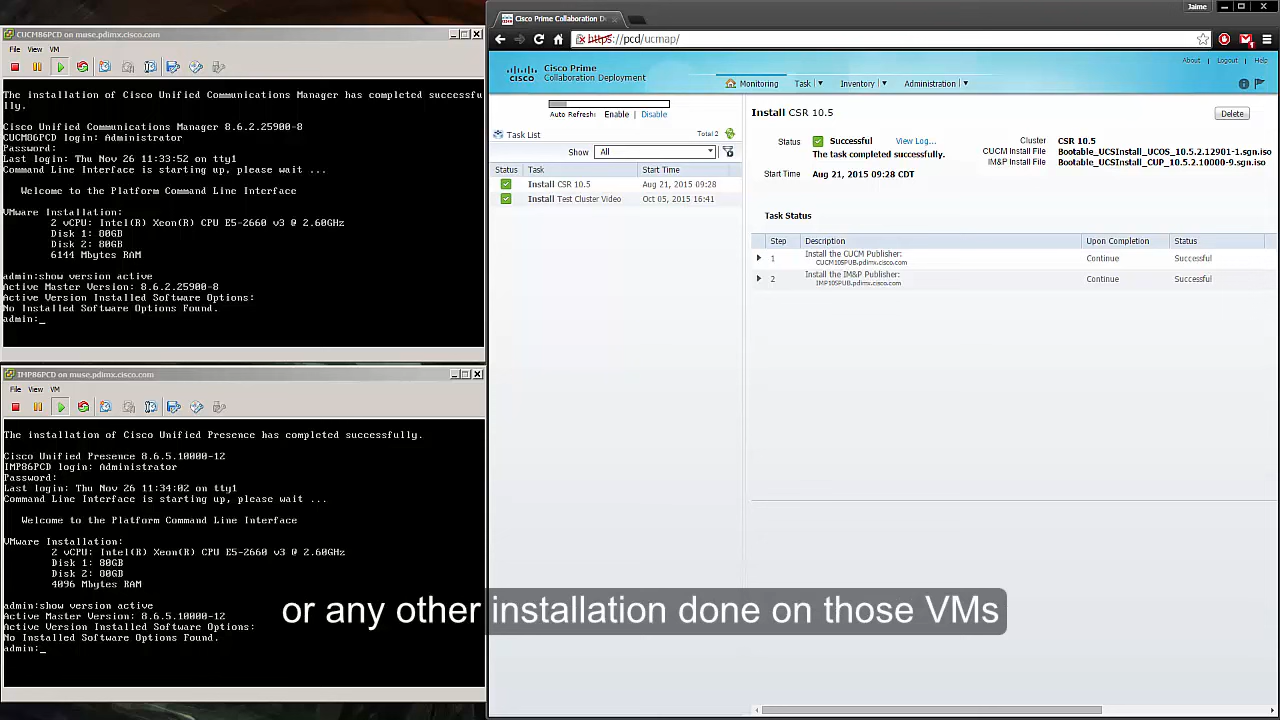 CUCM86PCD on muse.pdimx.cisco.com
File View VM
The installation of Cisco Unified Communications Manager has completed successfu
lly.
Cisco Unified Communications Manager 8.6.2.25900-8
CUCM86PCD login: Administrator
Password:
Last login: Thu Nov 26 11:33:52 on tty1
Command Line Interface is starting up, please wait ...
Welcome to the Platform Command Line Interface
VMware Installation:
2 vCPU: Intel(R) Xeon(R) CPU E5-2660 v3 @ 2.60GHz
Disk 1: 80GB
Disk 2: 80GB
6144 Mbytes RAM
admin:show version active
Active Master Version: 8.6.2.25900-8
Active Version Installed Software Options:
No Installed Software Options Found.
admin:_
IMP86PCD on muse.pdimx.cisco.com
File View VM
The installation of Cisco Unified Presence has completed successfully.
Cisco Unified Presence 8.6.5.10000-12
IMP86PCD login: Administrator
Password:
Last login: Thu Nov 26 11:34:02 on tty1
Command Line Interface is starting up, please wait ...
Welcome to the Platform Command Line Interface
VMware Installation:
2 vCPU: Intel(R) Xeon(R) CPU E5-2660 v3 @ 2.60GHz
Disk 1: 80GB
Disk 2: 80GB
4096 Mbytes RAM
admin:show version active
Active Master Version: 8.6.5.10000-12
Active Version Installed Software Options:
No Installed Software Options Found.
admin:_
Jaime
Cisco Prime Collaboration De
https://pcd/ucmap/
About Logout Help
cisco Cisco Prime
Collaboration Deployment
Monitoring Task Inventory Administration
Auto Refresh: Enable Disable
Task List Total 2
Show All
Status Task Start Time
Install CSR 10.5 Aug 21, 2015 09:28
Install Test Cluster Video Oct 05, 2015 16:41
Install CSR 10.5 Delete
Status Successful View Log... Cluster CSR 10.5
The task completed successfully. CUCM Install File Bootable_UCSInstall_UCOS_10.5.2.12901-1.sgn.iso
IM&P Install File Bootable_UCSInstall_CUP_10.5.2.10000-9.sgn.iso
Start Time Aug 21, 2015 09:28 CDT
Task Status
Step Description Upon Completion Status
1 Install the CUCM Publisher: Continue Successful
CUCM105PUB.pdimx.cisco.com
2 Install the IM&P Publisher: Continue Successful
IMP105PUB.pdimx.cisco.com
or any other installation done on those VMs